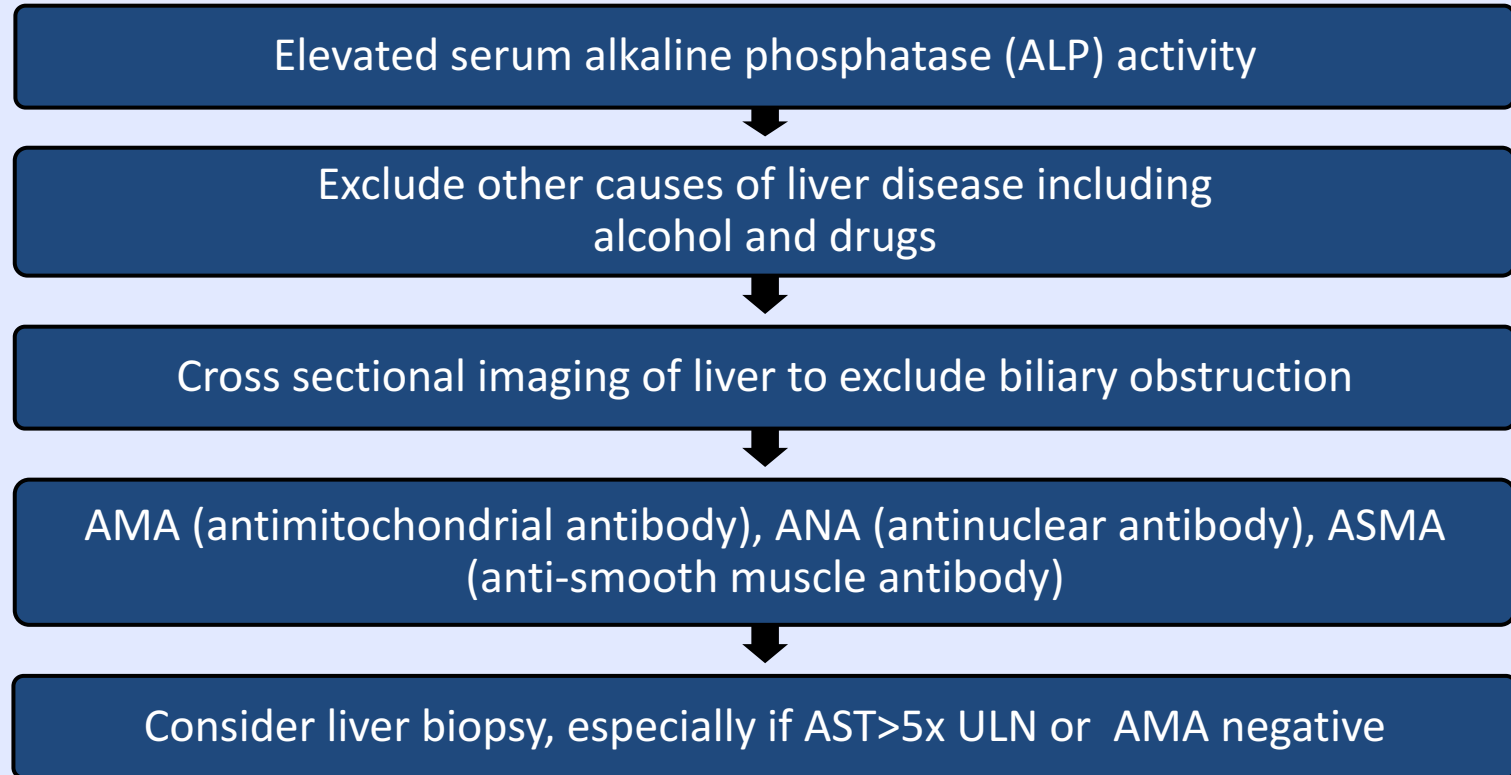 Elevated serum alkaline phosphatase (ALP) activity
Exclude other causes of liver disease including
alcohol and drugs
Cross sectional imaging of liver to exclude biliary obstruction
AMA (antimitochondrial antibody), ANA (antinuclear antibody), ASMA
(anti-smooth muscle antibody)
Consider liver biopsy, especially if AST>5x ULN or  AMA negative